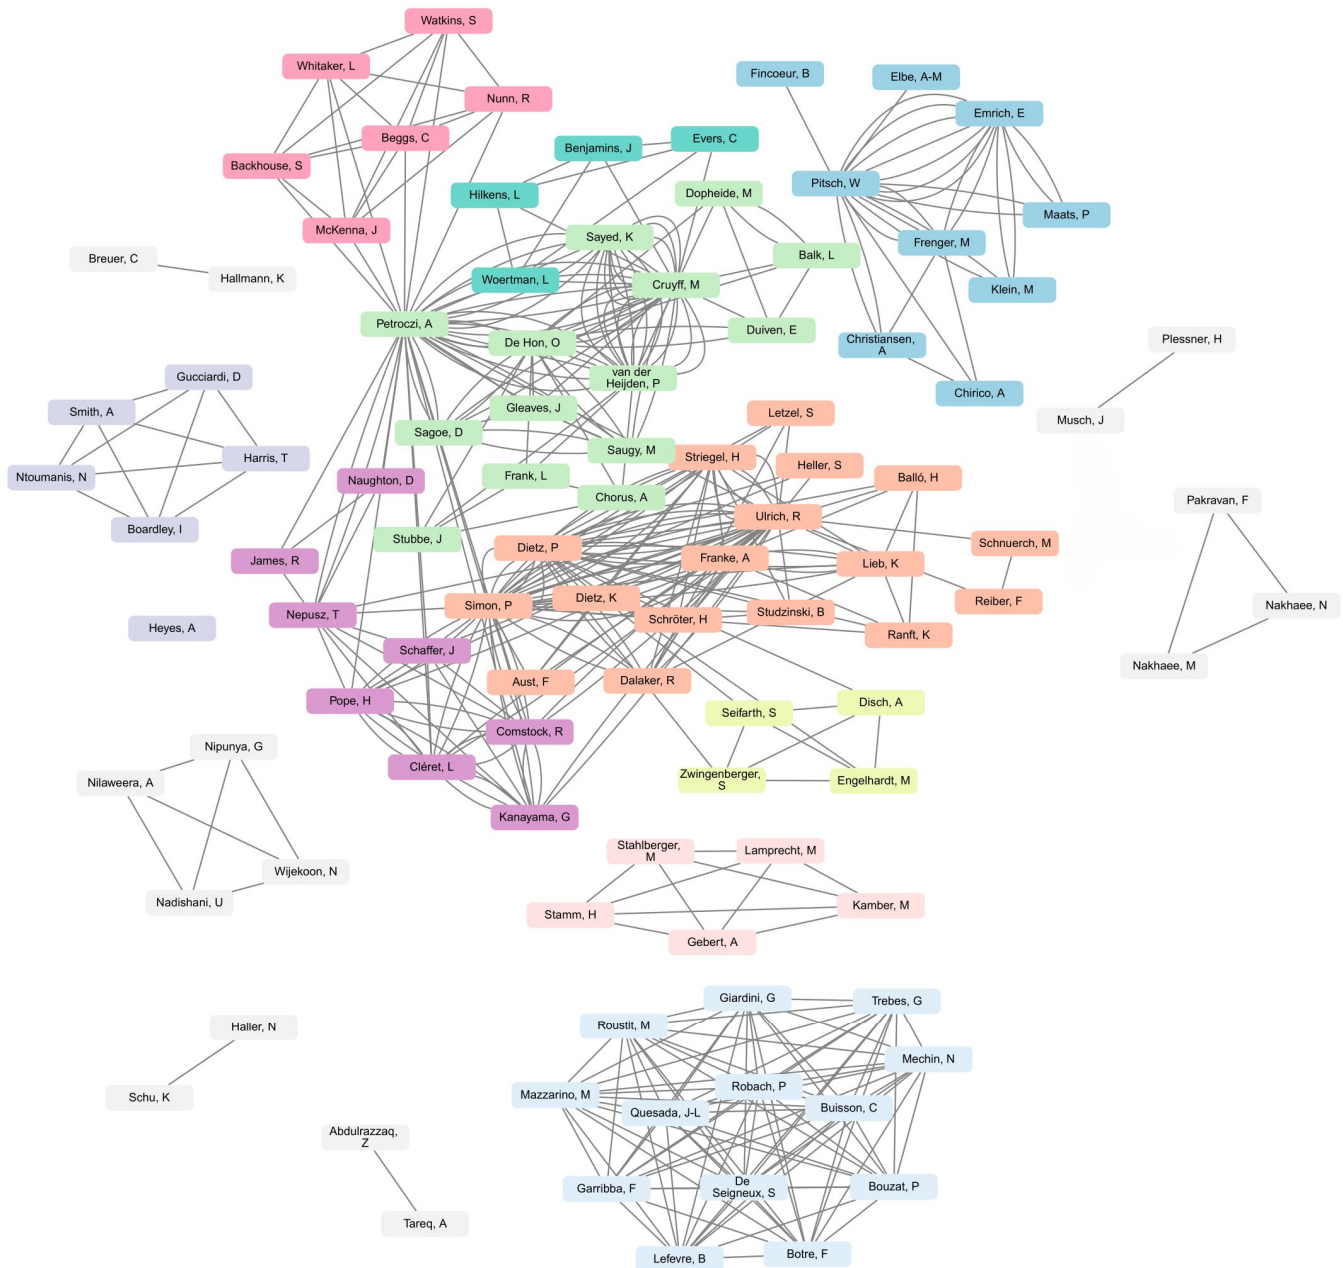 Watkins, S
Whitaker, L
Nunn, R
Beggs, C
Backhouse, S
McKenna, J
Fincoeur, B
Elbe, A-M
Emrich, E
Pitsch, W
Maats, P
Frenger, M
Klein, M
Christiansen,
A
Chirico, A
Benjamins, J
Evers, C
Hilkens, L
Woertman, L
Dopheide, M
Sayed, K
Balk, L
Cruyff, M
Duiven, E
Petroczi, A
De Hon, O
van der
Heijden, P
Gleaves, J
Sagoe, D
Saugy, M
Frank, L
Chorus, A
Stubbe, J
Breuer, C
Hallmann, K
Plessner, H
Musch, J
Gucciardi, D
Smith, A
Harris, T
Ntoumanis, N
Boardley, I
Heyes, A
Letzel, S
Striegel, H
Heller, S
Balló, H
Ulrich, R
Schnuerch, M
Dietz, P
Franke, A
Lieb, K
Reiber, F
Simon, P
Dietz, K
Studzinski, B
Schröter, H
Ranft, K
Aust, F
Dalaker, R
Naughton, D
James, R
Nepusz, T
Schaffer, J
Pope, H
Comstock, R
Cléret, L
Kanayama, G
Pakravan, F
Nakhaee, N
Nakhaee, M
Disch, A
Seifarth, S
Zwingenberger,
S
Engelhardt, M
Nipunya, G
Nilaweera, A
Wijekoon, N
Nadishani, U
Stahlberger,
M
Lamprecht, M
Kamber, M
Stamm, H
Gebert, A
Giardini, G
Trebes, G
Roustit, M
Mechin, N
Robach, P
Mazzarino, M
Quesada, J-L
Buisson, C
Garribba, F
De
Seigneux, S
Bouzat, P
Lefevre, B
Botre, F
Haller, N
Schu, K
Abdulrazzaq,
Z
Tareq, A